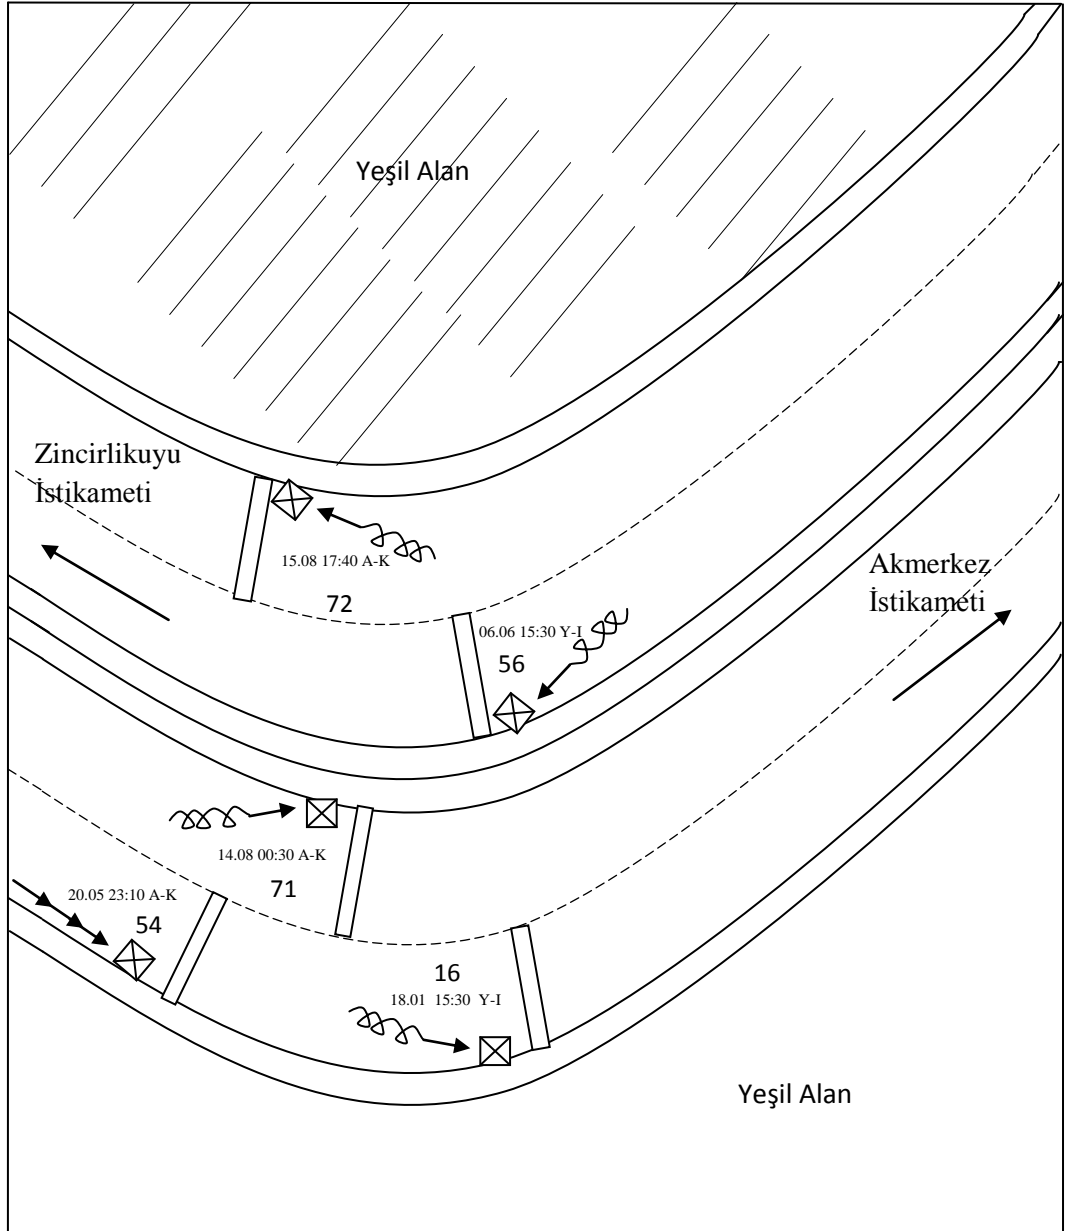 Yeşil Alan
Zincirlikuyu
İstikameti
15.08 17:40 A-K
72
Akmerkez
İstikameti
06.06 15:30 Y-I
56
14.08 00:30 A-K
71
20.05 23:10 A-K
54
16
18.01 15:30 Y-I
Yeşil Alan